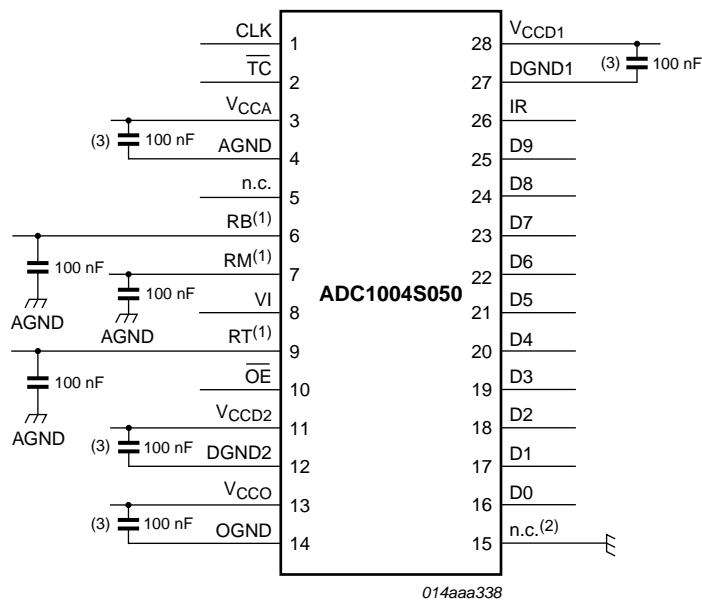 CLK 1 28 VCCD1
(3) 100 nF
TC 2 27 DGND1
VCCA 3 26 IR
(3) 100 nF
AGND 4 25 D9
n.c. 5 24 D8
RB(1) 6 23 D7
100 nF
RM(1) 7 22 D6
100 nF
ADC1004S050
AGND
VI 8 21 D5
AGND
RT(1) 9 20 D4
100 nF
OE 10 19 D3
AGND
VCCD2 11 18 D2
(3) 100 nF
DGND2 12 17 D1
VCCO 13 16 D0
(3) 100 nF
OGND 14 15 n.c.(2)
014aaa338